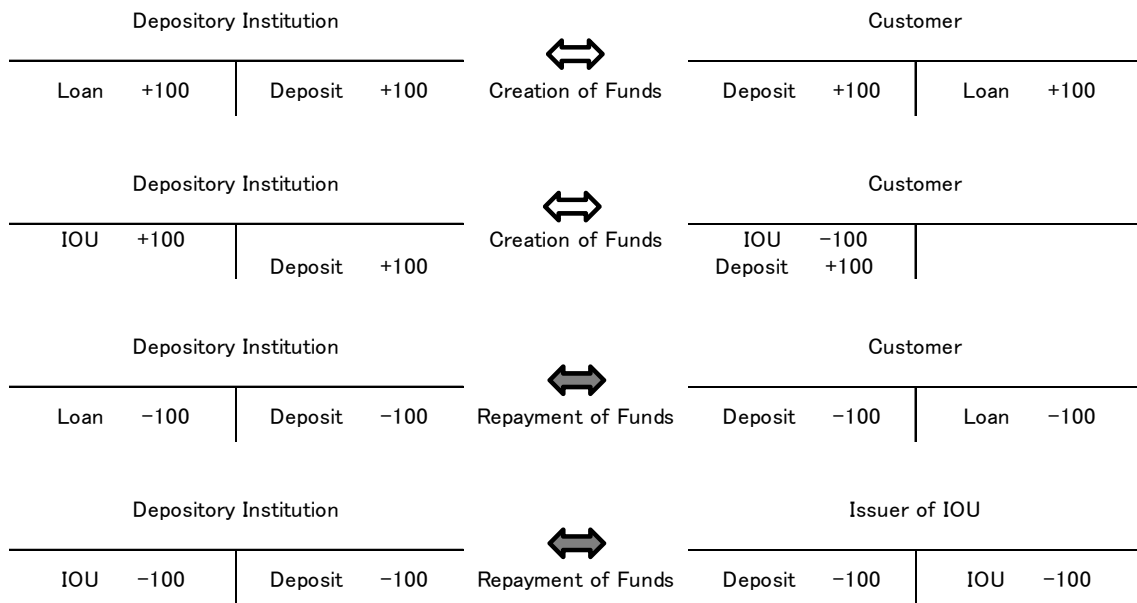 Depository Institution Customer
Loan +100 Deposit +100 Creation of Funds Deposit +100 Loan +100
Depository Institution Customer
IOU +100 Creation of Funds IOU −100
Deposit +100 Deposit +100
Depository Institution Customer
Loan −100 Deposit −100 Repayment of Funds Deposit −100 Loan −100
Depository Institution Issuer of IOU
IOU −100 Deposit −100 Repayment of Funds Deposit −100 IOU −100